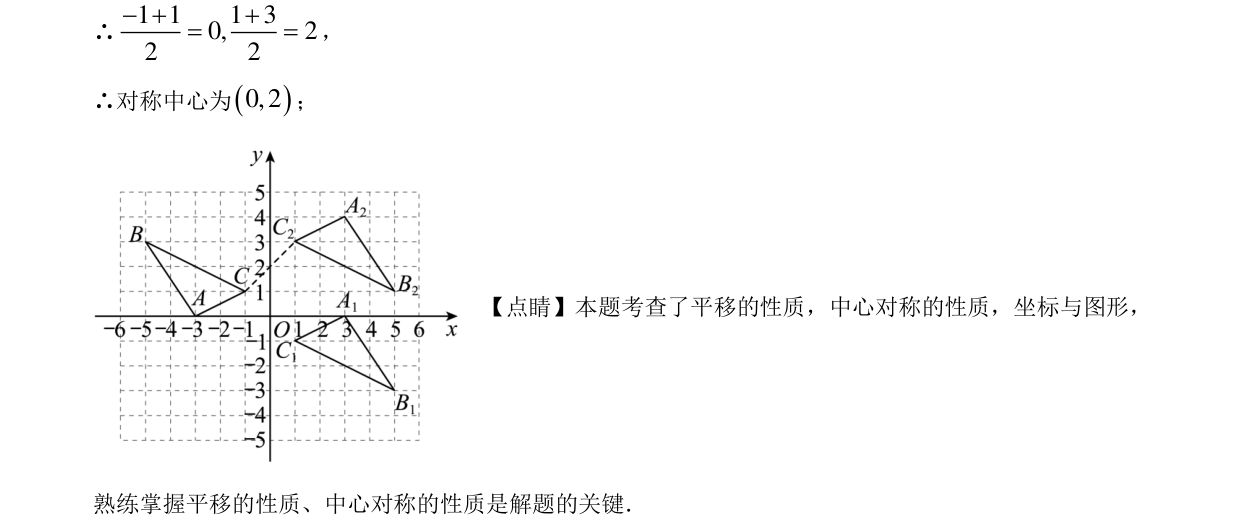 ∴ \frac{-1+1}{2}=0,\frac{1+3}{2}=2，
∴对称中心为(0,2)；
y
5
4
3
2
1
B
A
C
C₂
A₂
B₂
A₁
−6 −5 −4 −3 −2 −1 O 1 2 3 4 5 6 x
−1
C₁
−2
−3
B₁
−4
−5
【点睛】本题考查了平移的性质，中心对称的性质，坐标与图形，
熟练掌握平移的性质、中心对称的性质是解题的关键．